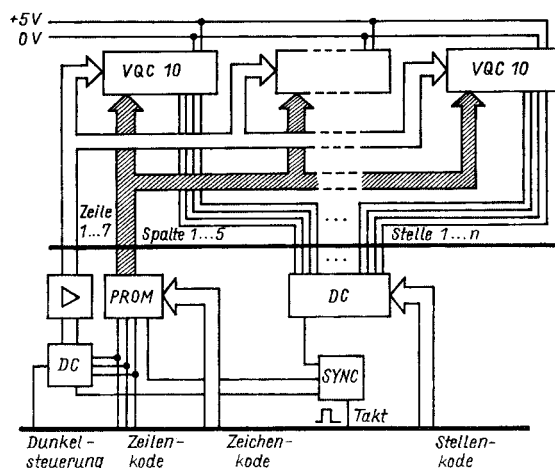 +5V
0V
VQC 10
VQC 10
Zeile
1...7
Spalte 1...5
...
Stelle 1...n
...
PROM
DC
DC
SYNC
Takt
Dunkel-
steuerung
Zeilen-
kode
Zeichen-
kode
Stellen-
kode